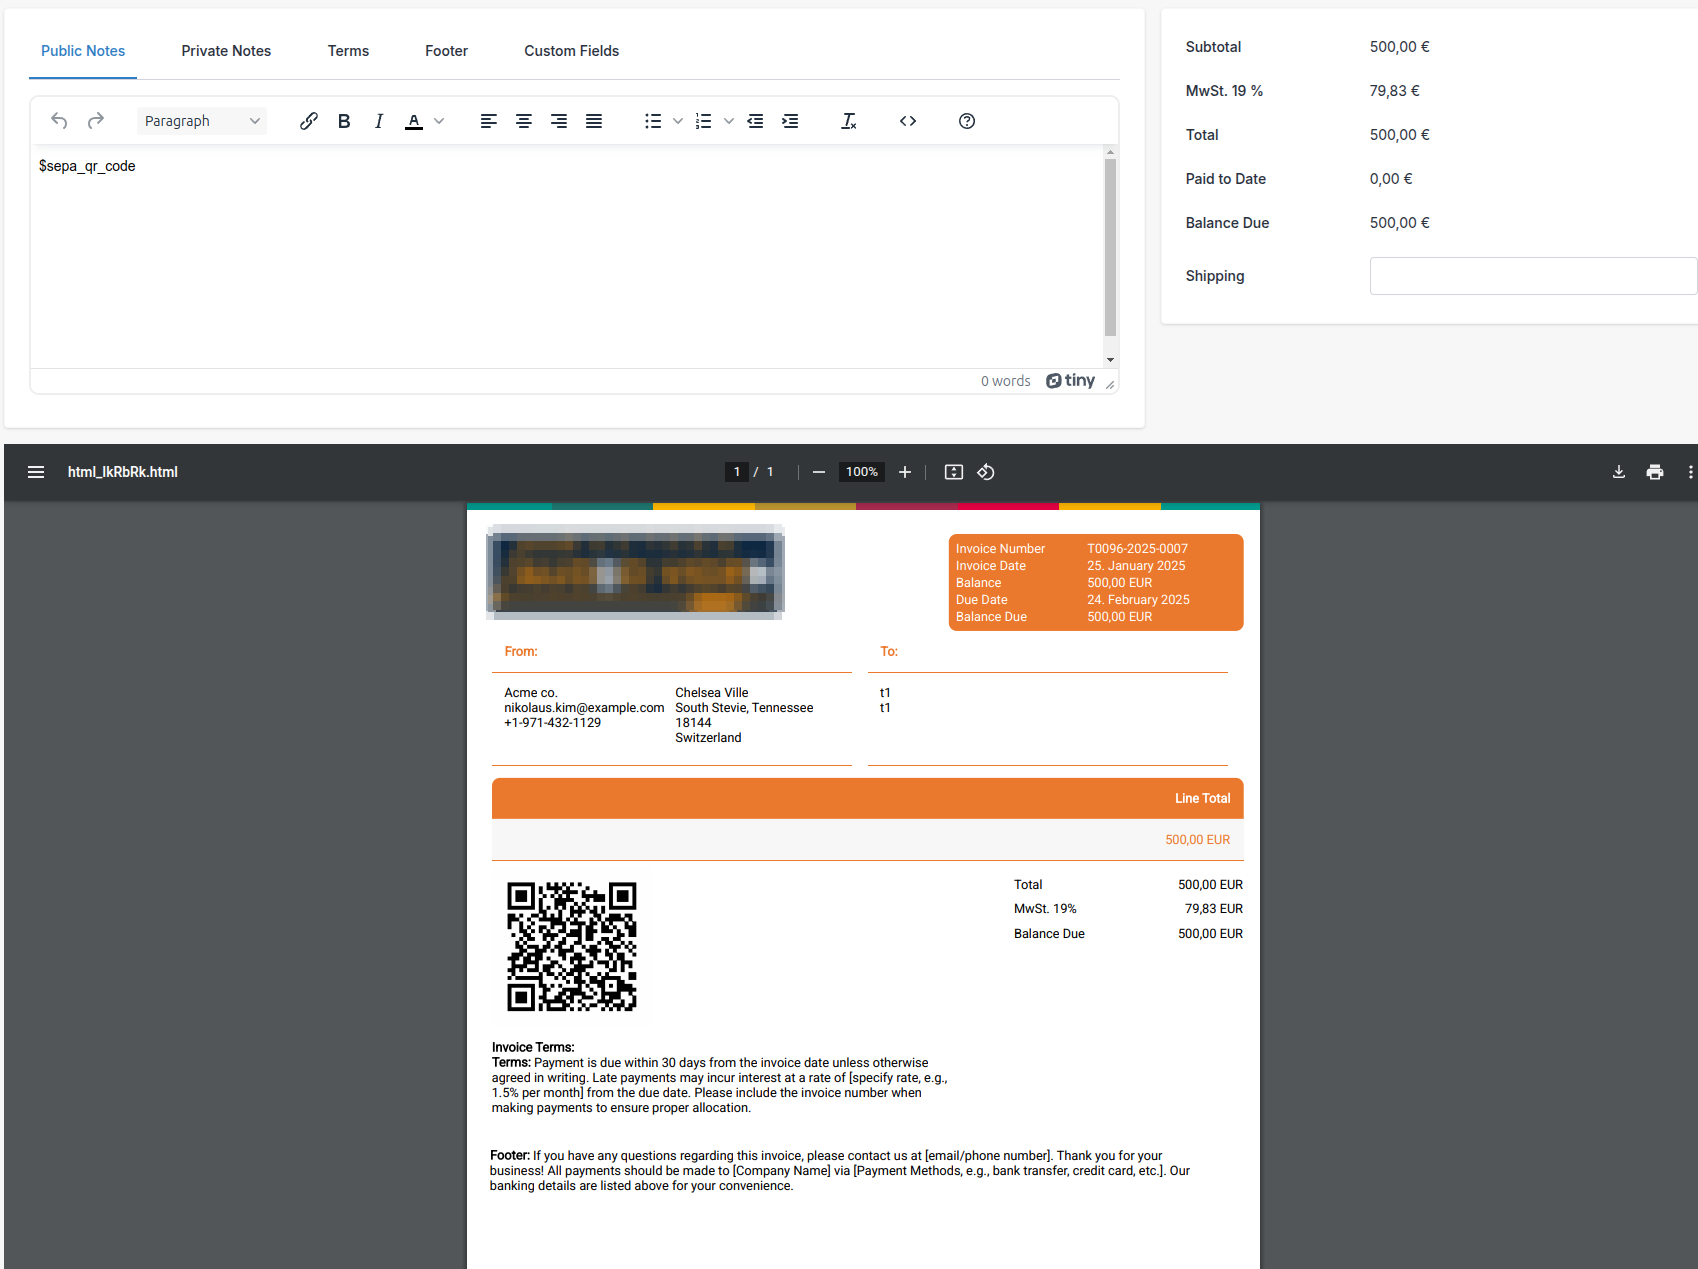 Public Notes Private Notes Terms Footer Custom Fields
Paragraph
$sepa_qr_code
0 words tiny
Subtotal 500,00 €
MwSt. 19 % 79,83 €
Total 500,00 €
Paid to Date 0,00 €
Balance Due 500,00 €
Shipping
html_lkRbRk.html 1 / 1 100%
Invoice Number T0096-2025-0007
Invoice Date 25. January 2025
Balance 500,00 EUR
Due Date 24. February 2025
Balance Due 500,00 EUR
From: To:
Acme co. Chelsea Ville t1
nikolaus.kim@example.com South Stevie, Tennessee t1
+1-971-432-1129 18144
Switzerland
Line Total
500,00 EUR
Total 500,00 EUR
MwSt. 19% 79,83 EUR
Balance Due 500,00 EUR
Invoice Terms:
Terms: Payment is due within 30 days from the invoice date unless otherwise
agreed in writing. Late payments may incur interest at a rate of [specify rate, e.g.,
1.5% per month] from the due date. Please include the invoice number when
making payments to ensure proper allocation.
Footer: If you have any questions regarding this invoice, please contact us at [email/phone number]. Thank you for your
business! All payments should be made to [Company Name] via [Payment Methods, e.g., bank transfer, credit card, etc.]. Our
banking details are listed above for your convenience.